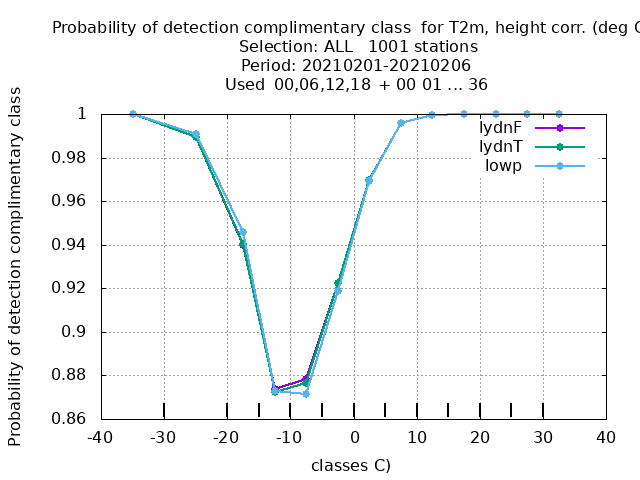 Probability of detection complimentary class  for T2m, height corr. (deg C
Selection: ALL   1001 stations
Period: 20210201-20210206
Used  00,06,12,18  + 00 01 ... 36
Probability of detection complimentary class
1
0.98
0.96
0.94
0.92
0.9
0.88
0.86
lydnF
lydnT
lowp
-40 -30 -20 -10 0 10 20 30 40
classes C)